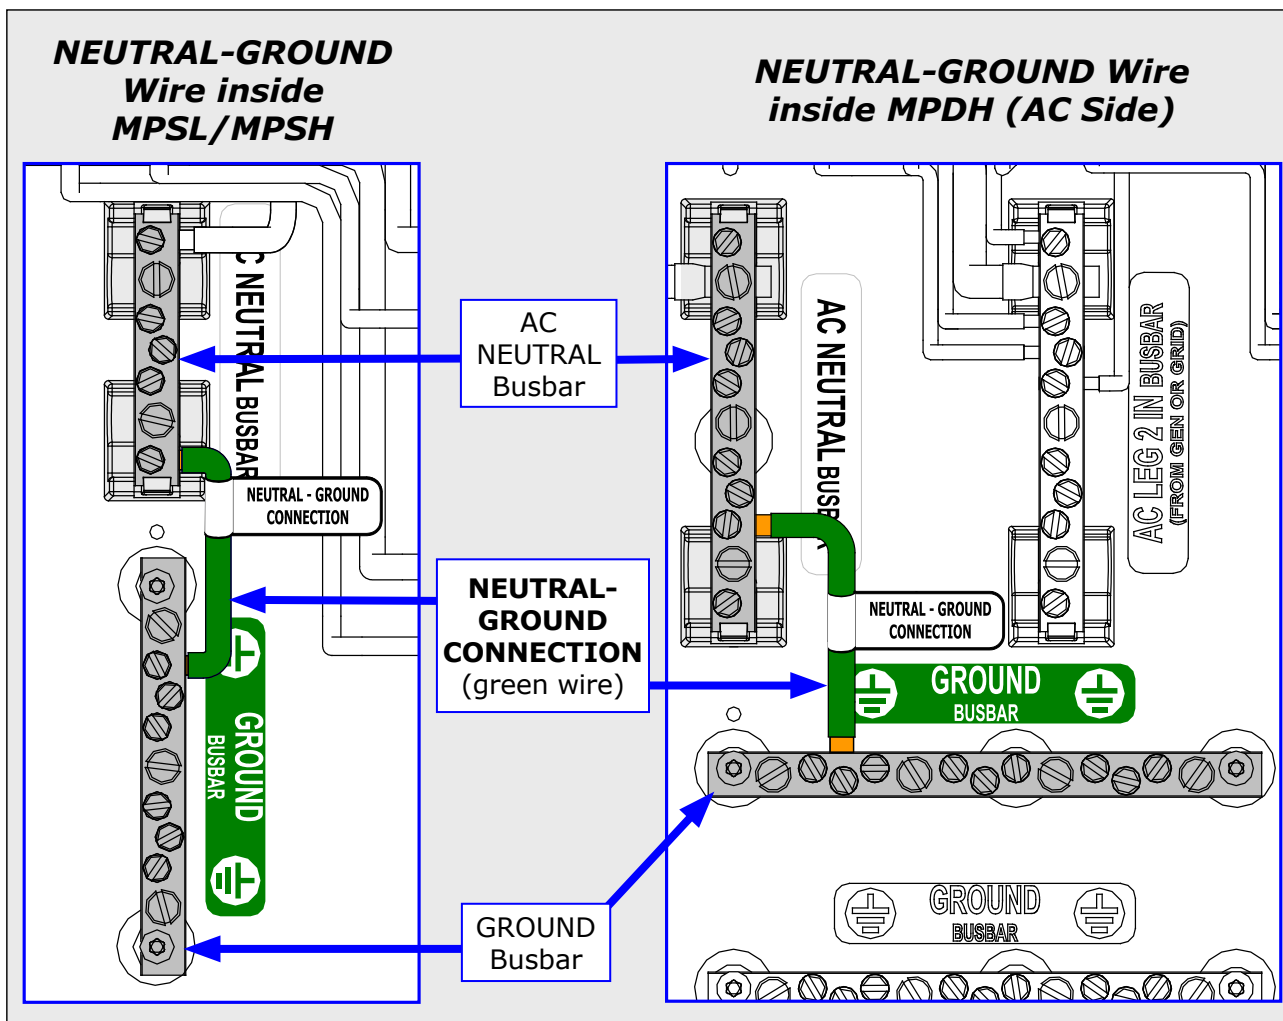 NEUTRAL-GROUND
Wire inside
MPSL/MPSH
NEUTRAL-GROUND Wire
inside MPDH (AC Side)
C NEUTRAL BUSBAR
NEUTRAL - GROUND
CONNECTION
GROUND
BUSBAR
AC
NEUTRAL
Busbar
NEUTRAL-
GROUND
CONNECTION
(green wire)
GROUND
Busbar
AC NEUTRAL BUSBAR
AC LEG 2 IN BUSBAR
(FROM GEN OR GRID)
NEUTRAL - GROUND
CONNECTION
GROUND
BUSBAR
GROUND
BUSBAR